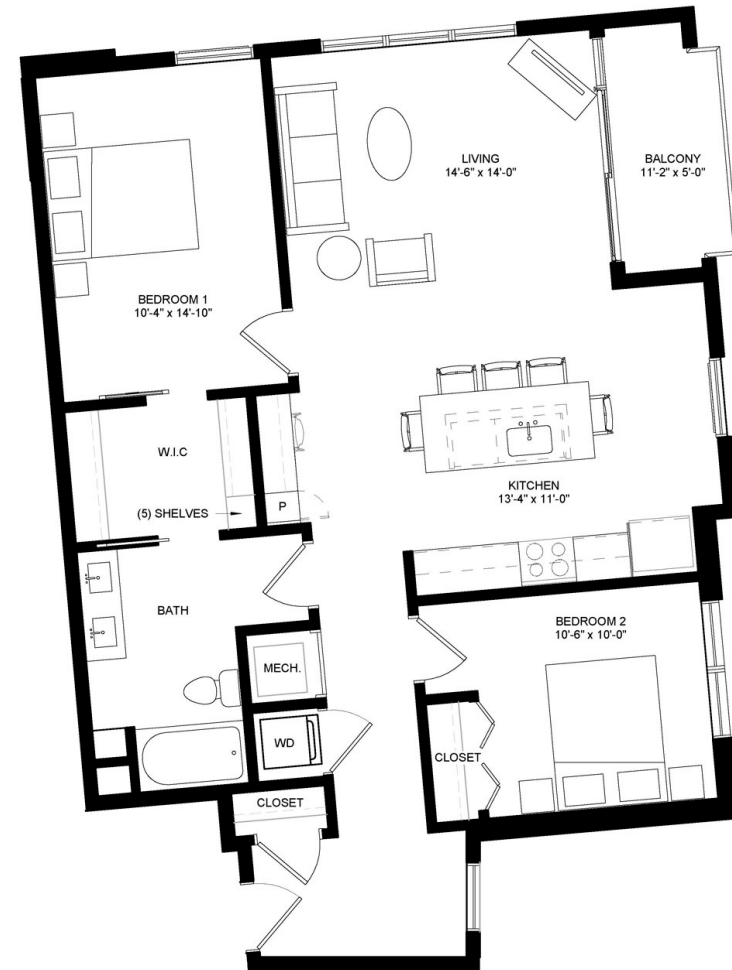 LIVING
14'-6" x 14'-0"
BALCONY
11'-2" x 5'-0"
BEDROOM 1
10'-4" x 14'-10"
W.I.C
(5) SHELVES
P
KITCHEN
13'-4" x 11'-0"
BATH
BEDROOM 2
10'-6" x 10'-0"
MECH.
WD
CLOSET
CLOSET